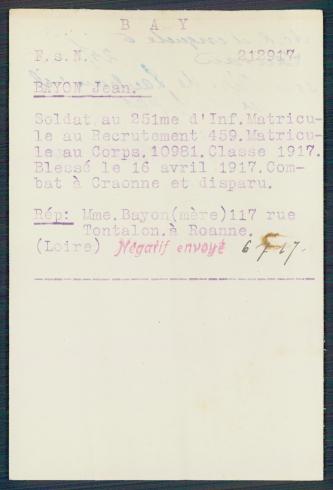 B A Y
F.s.N. 212917.
BAYON Jean.
Soldat au 251me d'Inf.Matricu-
le au Recrutement 459.Matricu-
le au Corps.10981.Classe 1917.
Blessé le 16 avril 1917.Com-
bat à Craonne et disparu.
Rép: Mme.Bayon(mère)117 rue
Tontalon.à Roanne.
(Loire) Négatif envoyé 6.7.17.